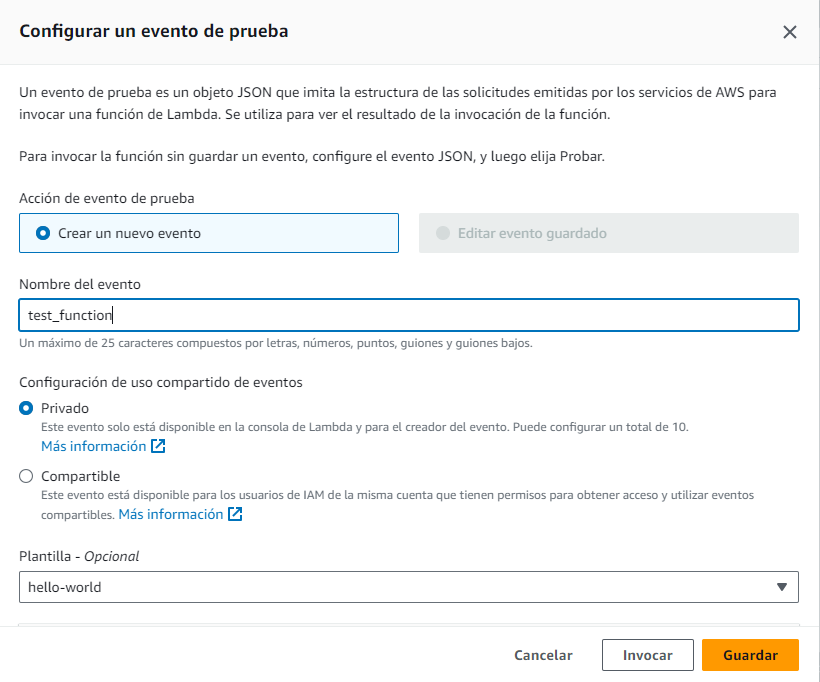 Configurar un evento de prueba
Un evento de prueba es un objeto JSON que imita la estructura de las solicitudes emitidas por los servicios de AWS para
invocar una función de Lambda. Se utiliza para ver el resultado de la invocación de la función.
Para invocar la función sin guardar un evento, configure el evento JSON, y luego elija Probar.
Acción de evento de prueba
Crear un nuevo evento
Editar evento guardado
Nombre del evento
test_function
Un máximo de 25 caracteres compuestos por letras, números, puntos, guiones y guiones bajos.
Configuración de uso compartido de eventos
Privado
Este evento solo está disponible en la consola de Lambda y para el creador del evento. Puede configurar un total de 10.
Más información
Compartible
Este evento está disponible para los usuarios de IAM de la misma cuenta que tienen permisos para obtener acceso y utilizar eventos
compartibles. Más información
Plantilla - Opcional
hello-world
Cancelar
Invocar
Guardar